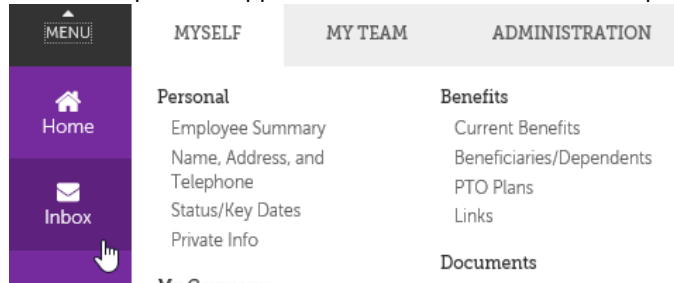 MENU
MYSELF
MY TEAM
ADMINISTRATION
Home
Inbox
Personal
Employee Summary
Name, Address, and
Telephone
Status/Key Dates
Private Info
Benefits
Current Benefits
Beneficiaries/Dependents
PTO Plans
Links
Documents